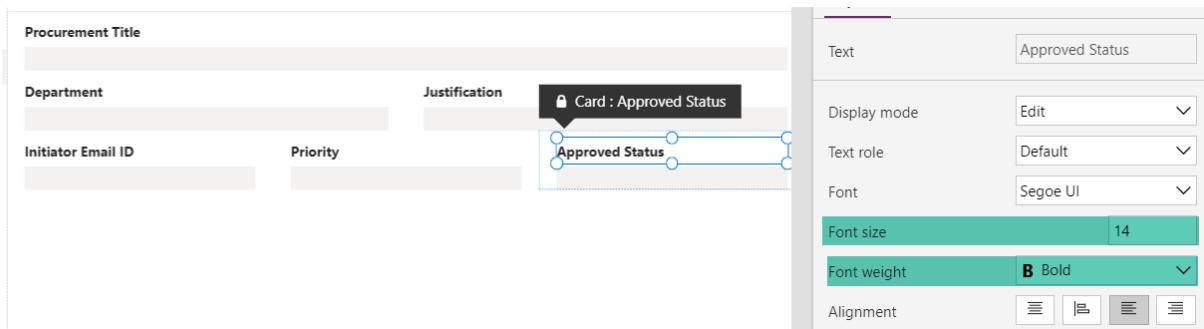 Procurement Title
Department
Justification
Card : Approved Status
Initiator Email ID
Priority
Approved Status
Text
Approved Status
Display mode
Edit
Text role
Default
Font
Segoe UI
Font size
14
Font weight
B Bold
Alignment